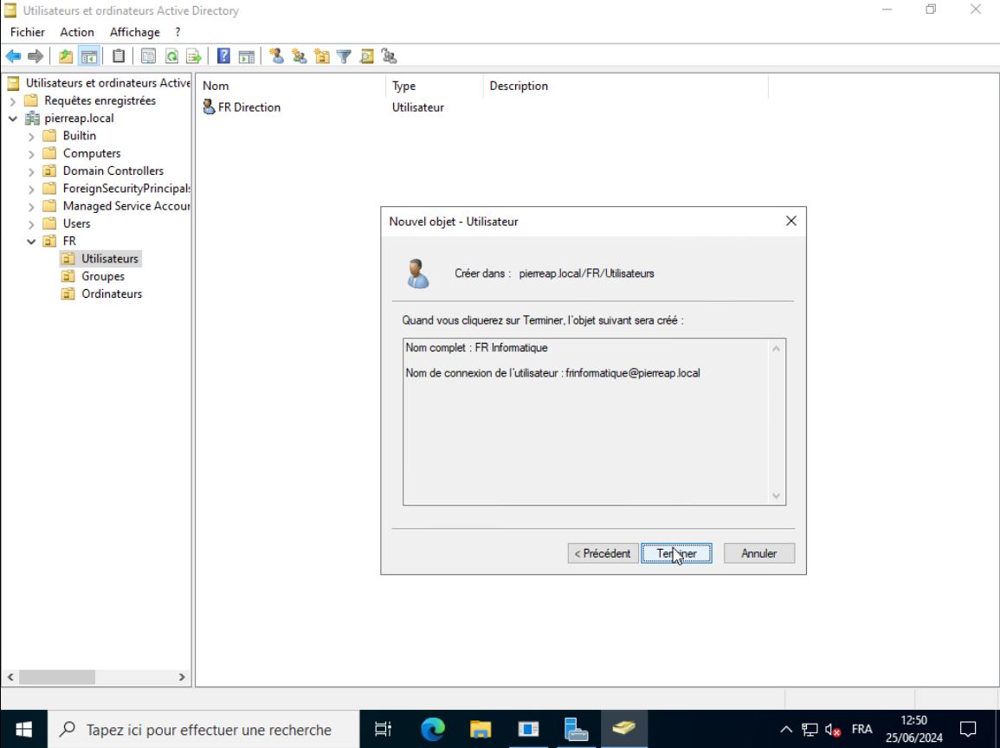 Utilisateurs et ordinateurs Active Directory
Fichier Action Affichage ?
Utilisateurs et ordinateurs Active
Requêtes enregistrées
pierreap.local
Builtin
Computers
Domain Controllers
ForeignSecurityPrincipals
Managed Service Accour
Users
FR
Utilisateurs
Groupes
Ordinateurs
Nom Type Description
FR Direction Utilisateur
Nouvel objet - Utilisateur
Créer dans : pierreap.local/FR/Utilisateurs
Quand vous cliquerez sur Terminer, l'objet suivant sera créé :
Nom complet : FR Informatique
Nom de connexion de l'utilisateur : frinformatique@pierreap.local
< Précédent Terminer Annuler
Tapez ici pour effectuer une recherche
FRA
12:50
25/06/2024